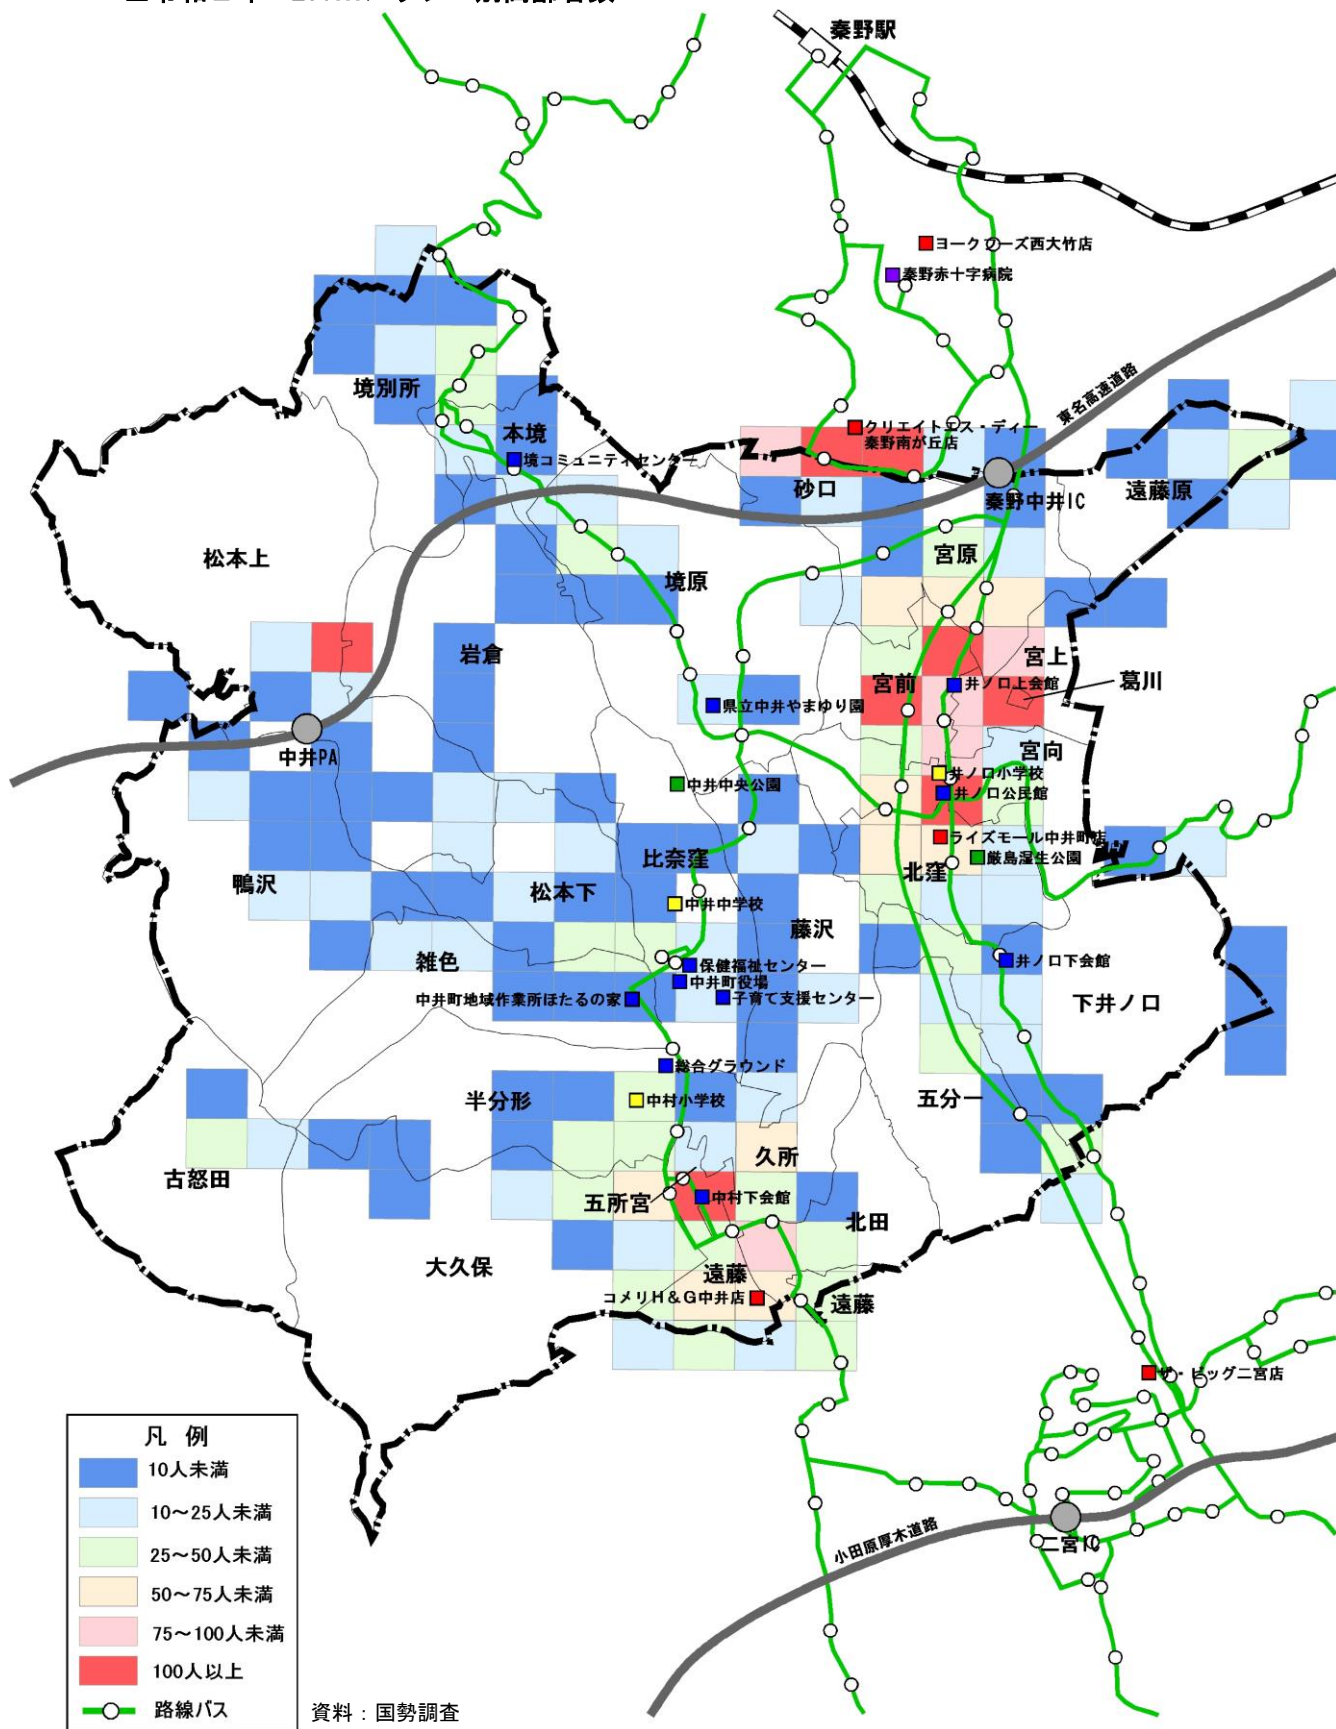 秦野駅
ヨークフーズ西大竹店
秦野赤十字病院
東名高速道路
境別所
クリエイトエス・ディー
秦野南が丘店
本境
境コミュニティセンター
砂口
秦野中井IC
遠藤原
松本上
宮原
境原
岩倉
宮上
宮前
井ノ口上会館
葛川
県立中井やまゆり園
中井PA
宮向
井ノ口小学校
中井中央公園
井ノ口公民館
ライズモール中井町店
比奈窪
厳島湿生公園
北窪
鴨沢
松本下
中井中学校
藤沢
雑色
保健福祉センター
井ノ口下会館
中井町役場
中井町地域作業所ほたるの家
子育て支援センター
下井ノ口
総合グラウンド
半分形
中村小学校
五分一
久所
古怒田
五所宮
中村下会館
北田
大久保
遠藤
コメリH&G中井店
遠藤
ザ・ビッグ二宮店
小田原厚木道路
二宮IC
凡 例
10人未満
10～25人未満
25～50人未満
50～75人未満
75～100人未満
100人以上
路線バス
資料：国勢調査